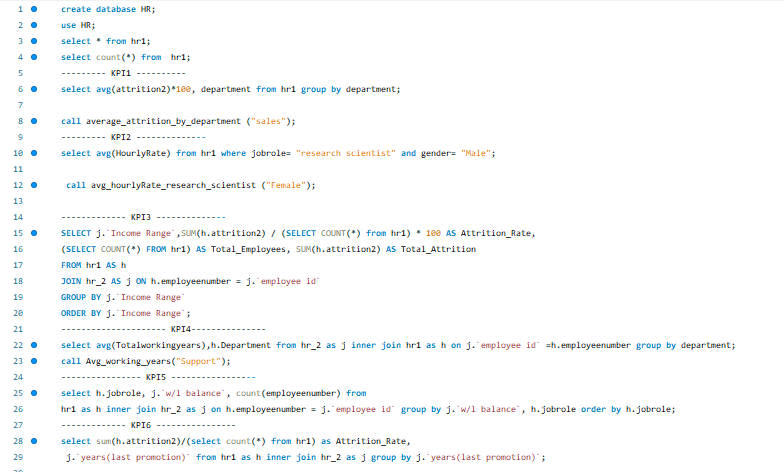 1 create database HR;
2 use HR;
3 select * from hr1;
4 select count(*) from  hr1;
5 --------- KPI1 ----------
6 select avg(attrition2)*100, department from hr1 group by department;
7
8 call average_attrition_by_department ("sales");
9 --------- KPI2 --------------
10 select avg(HourlyRate) from hr1 where jobrole= "research scientist" and gender= "Male";
11
12  call avg_hourlyRate_research_scientist ("Female");
13
14 ------------- KPI3 --------------
15 SELECT j.`Income Range`,SUM(h.attrition2) / (SELECT COUNT(*) from hr1) * 100 AS Attrition_Rate,
16 (SELECT COUNT(*) FROM hr1) AS Total_Employees, SUM(h.attrition2) AS Total_Attrition
17 FROM hr1 AS h
18 JOIN hr_2 AS j ON h.employeenumber = j.`employee id`
19 GROUP BY j.`Income Range`
20 ORDER BY j.`Income Range`;
21 --------------------- KPI4---------------
22 select avg(Totalworkingyears),h.Department from hr_2 as j inner join hr1 as h on j.`employee id` =h.employeenumber group by department;
23 call Avg_working_years("Support");
24 ---------------- KPI5 -----------------
25 select h.jobrole, j.`w/l balance`, count(employeenumber) from
26 hr1 as h inner join hr_2 as j on h.employeenumber = j.`employee id` group by j.`w/l balance`, h.jobrole order by h.jobrole;
27 ------------- KPI6 ----------------
28 select sum(h.attrition2)/(select count(*) from hr1) as Attrition_Rate,
29  j.`years(last promotion)` from hr1 as h inner join hr_2 as j group by j.`years(last promotion)`;